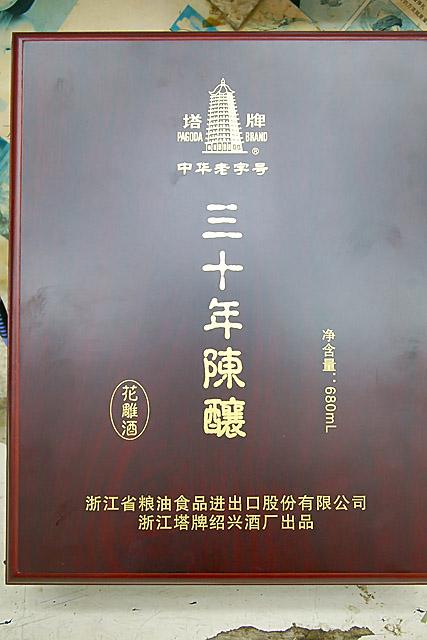 塔牌
PAGODA BRAND
®
中华老字号
三十年陳釀
净含量:680mL
花雕酒
浙江省粮油食品进出口股份有限公司
浙江塔牌绍兴酒厂出品